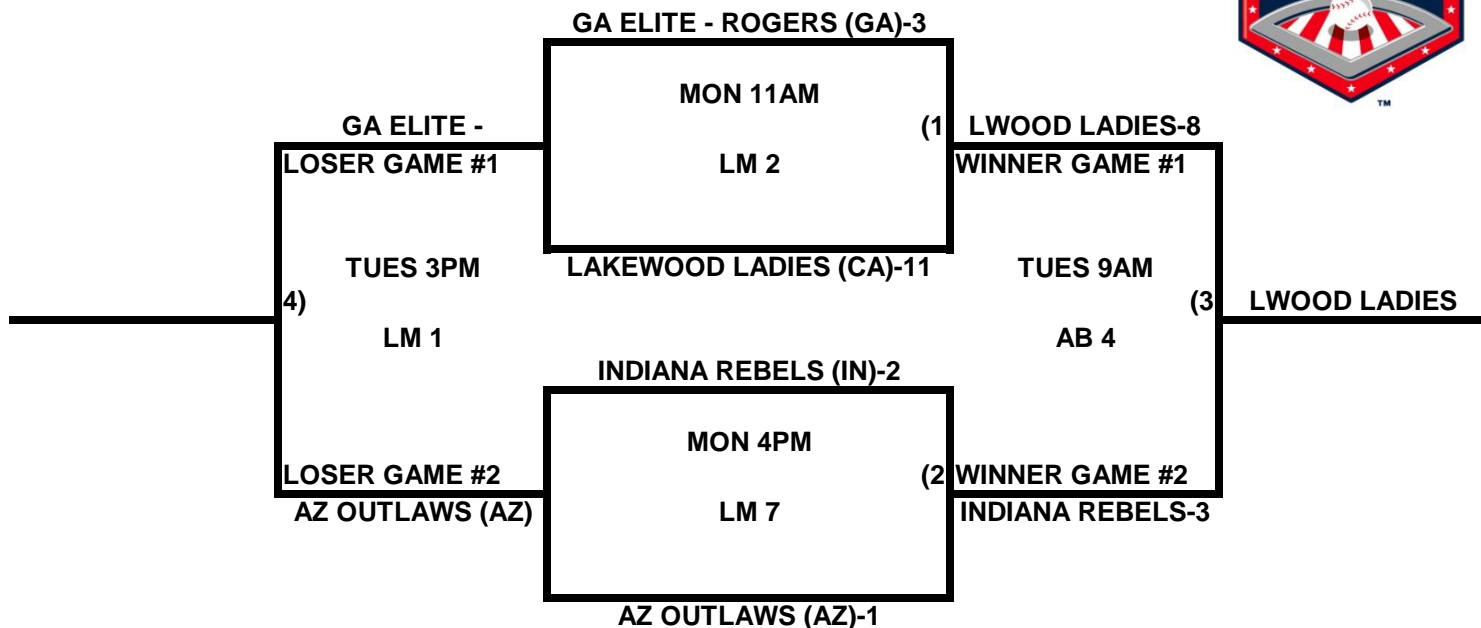 GA ELITE - ROGERS (GA)-3
MON 11AM
TM
GA ELITE -
(1
LWOOD LADIES-8
LOSER GAME #1
LM 2
WINNER GAME #1
TUES 3PM
LAKEWOOD LADIES (CA)-11
TUES 9AM
4)
(3
LWOOD LADIES
LM 1
AB 4
INDIANA REBELS (IN)-2
MON 4PM
LOSER GAME #2
(2
WINNER GAME #2
AZ OUTLAWS (AZ)
LM 7
INDIANA REBELS-3
AZ OUTLAWS (AZ)-1